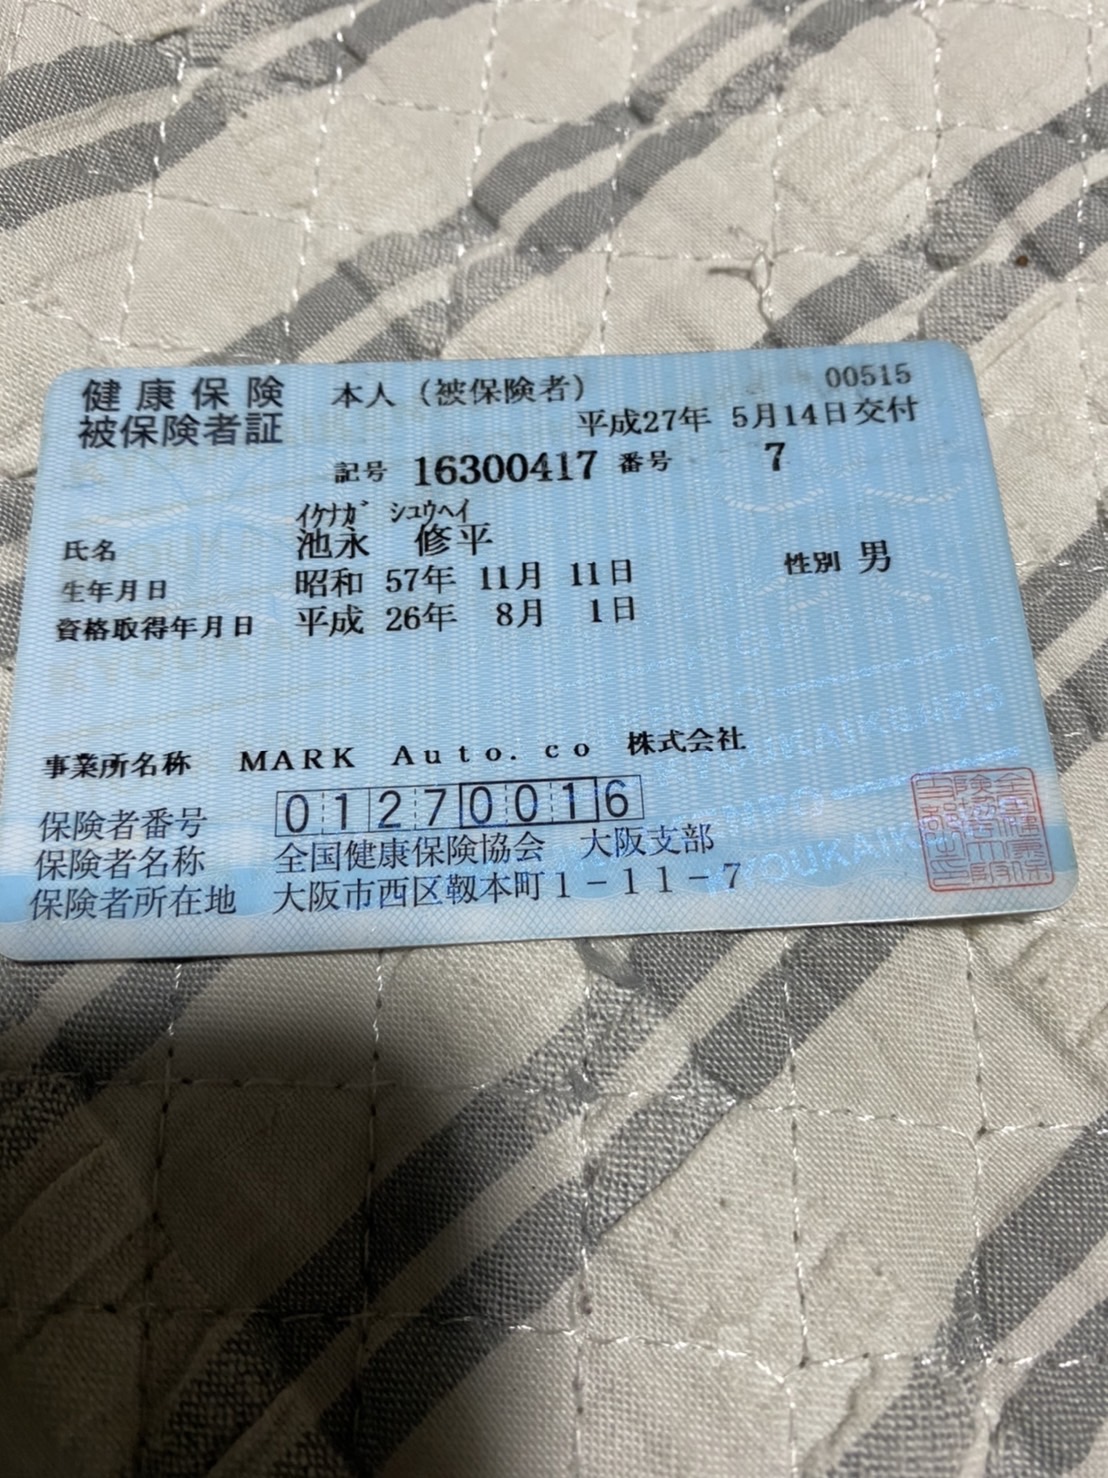 健康保険 本人（被保険者） 00515
被保険者証 平成27年 5月14日交付
記号 16300417 番号 7
ｲｹﾅｶﾞ ｼﾕｳﾍｲ
氏名 池永 修平
生年月日 昭和 57年 11月 11日 性別 男
資格取得年月日 平成 26年 8月 1日
事業所名称 MARK Auto.co 株式会社
保険者番号 01270016
保険者名称 全国健康保険協会 大阪支部
保険者所在地 大阪市西区靱本町1-11-7